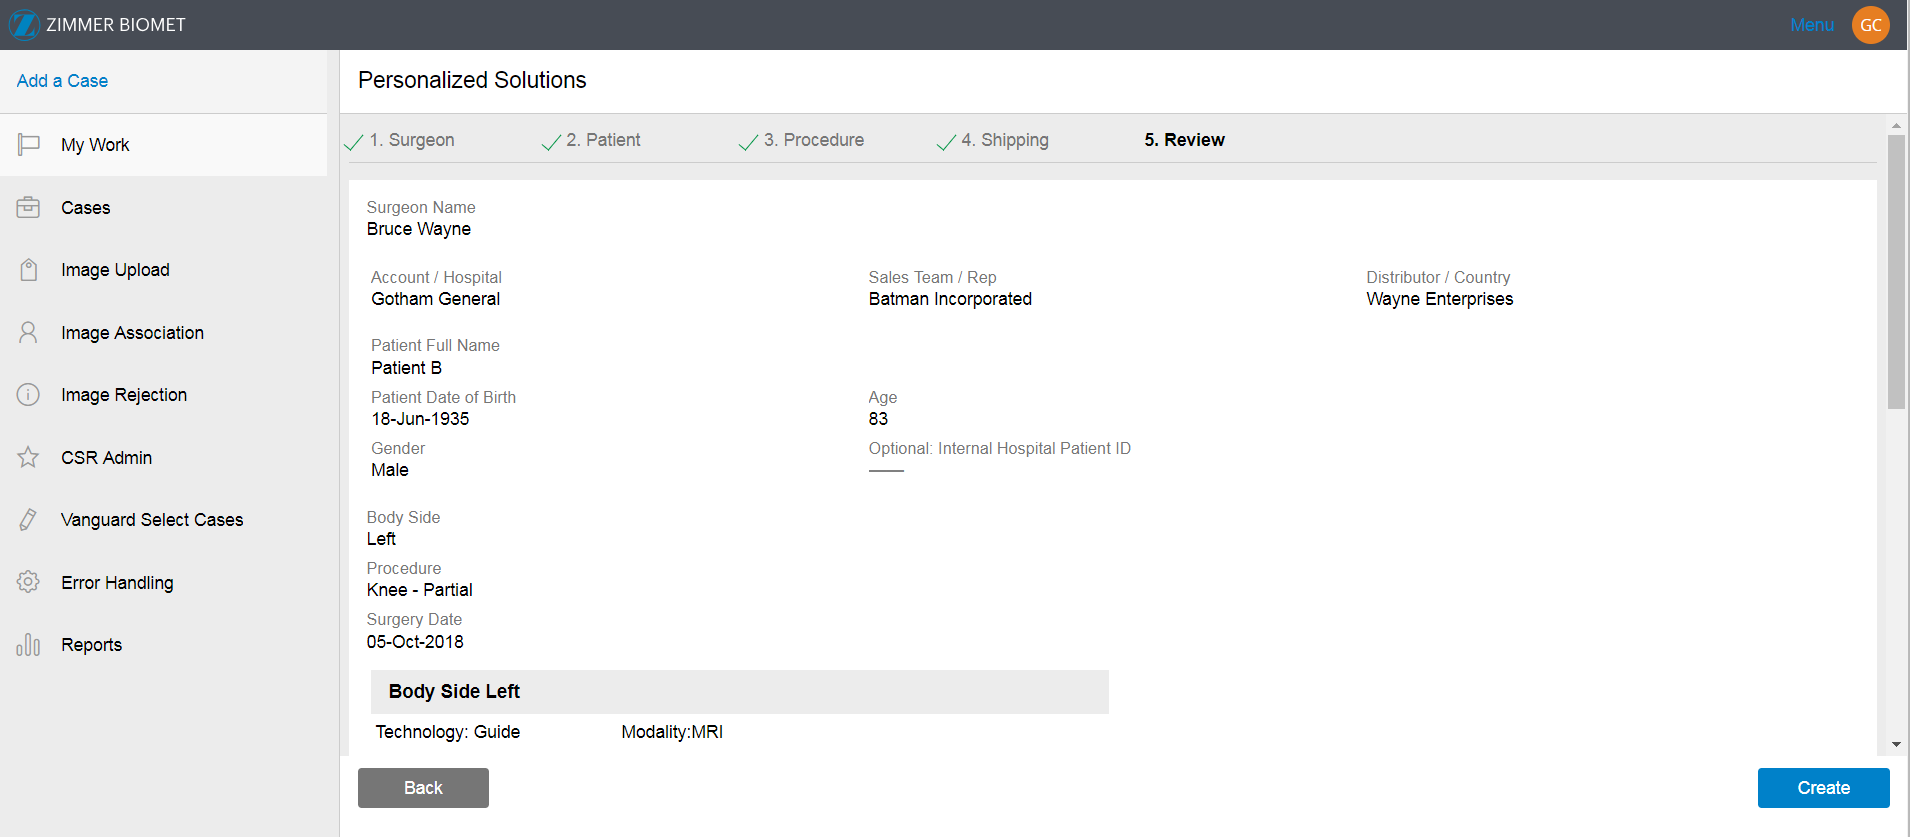 ZIMMER BIOMET
Menu
GC
Add a Case
My Work
Cases
Image Upload
Image Association
Image Rejection
CSR Admin
Vanguard Select Cases
Error Handling
Reports
Personalized Solutions
1. Surgeon 2. Patient 3. Procedure 4. Shipping 5. Review
Surgeon Name
Bruce Wayne
Account / Hospital Sales Team / Rep Distributor / Country
Gotham General Batman Incorporated Wayne Enterprises
Patient Full Name
Patient B
Patient Date of Birth Age
18-Jun-1935 83
Gender Optional: Internal Hospital Patient ID
Male
Body Side
Left
Procedure
Knee - Partial
Surgery Date
05-Oct-2018
Body Side Left
Technology: Guide Modality:MRI
Back Create